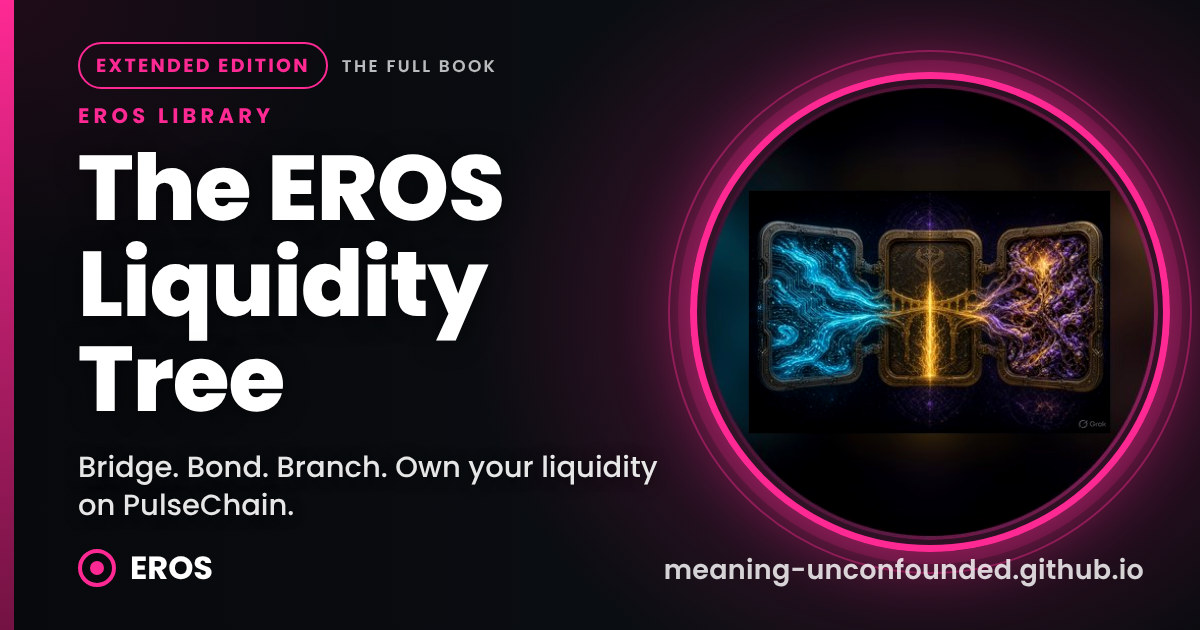 EXTENDED EDITION THE FULL BOOK
EROS LIBRARY
The EROS
Liquidity
Tree
Bridge. Bond. Branch. Own your liquidity
on PulseChain.
EROS
meaning-unconfounded.github.io
Grok